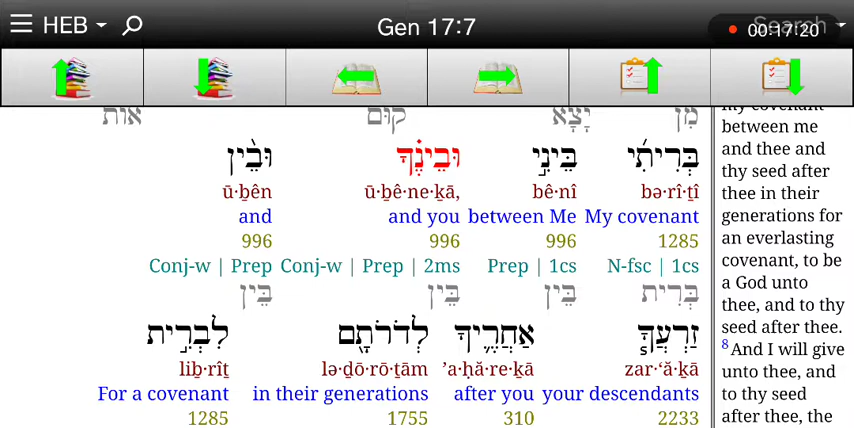 HEB
Gen 17:7
Search
00:17:20
מִן יָצָא קוּם אוֹת
בְּרִיתִ֜י בֵּינִ֣י וּבֵינֶ֗ךָ וּבֵ֨ין
bə·rî·ṯî bê·nî ū·ḇê·ne·ḵā, ū·ḇên
My covenant between Me and you and
1285 996 996 996
N-fsc | 1cs Prep | 1cs Conj-w | Prep | 2ms Conj-w | Prep
בְּרִית בֵּין בֵּין בֵּין
זַרְעֲךָ֧ אַחֲרֶ֛יךָ לְדֹרֹתָ֖ם לִבְרִ֣ית
zar·‘ă·ḵā ’a·ḥă·re·ḵā lə·ḏō·rō·ṯām liḇ·rîṯ
your descendants after you in their generations For a covenant
2233 310 1755 1285
my covenant
between me
and thee and
thy seed after
thee in their
generations for
an everlasting
covenant, to be
a God unto
thee, and to thy
seed after thee.
8 And I will give
unto thee, and
to thy seed
after thee, the